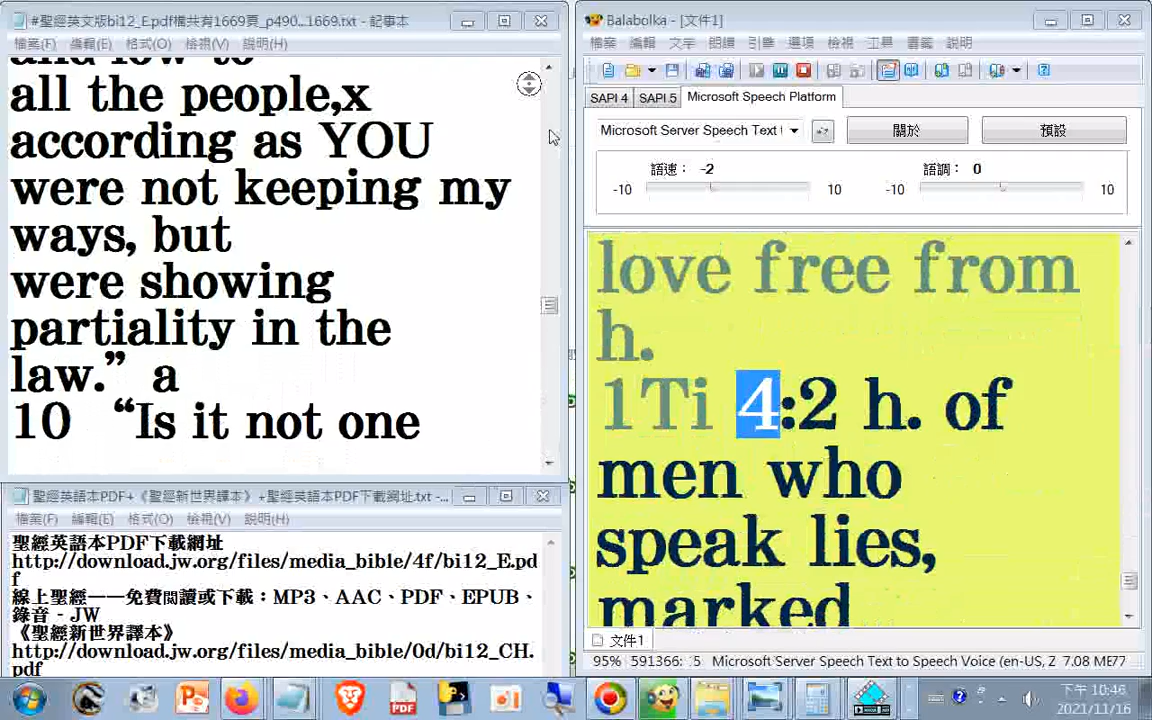 #聖經英文版bi12_E.pdf檔共有1669頁_p490...1669.txt - 記事本
檔案(F) 編輯(E) 格式(O) 檢視(V) 說明(H)
and low to
all the people,x
according as YOU
were not keeping my
ways, but
were showing
partiality in the
law.” a
10 “Is it not one
聖經英語本PDF+《聖經新世界譯本》+聖經英語本PDF下載網址.txt -...
檔案(F) 編輯(E) 格式(O) 檢視(V) 說明(H)
聖經英語本PDF下載網址
http://download.jw.org/files/media_bible/4f/bi12_E.pd
f
線上聖經——免費閱讀或下載：MP3、AAC、PDF、EPUB、
錄音 - JW
《聖經新世界譯本》
http://download.jw.org/files/media_bible/0d/bi12_CH.
pdf
Balabolka - [文件1]
檔案 編輯 文字 朗讀 引擎 選項 檢視 工具 書籤 說明
SAPI 4 SAPI 5 Microsoft Speech Platform
Microsoft Server Speech Text 關於 預設
語速： -2 語調： 0
-10 10 -10 10
love free from
h.
1Ti 4:2 h. of
men who
speak lies,
marked
文件1
95% 591366: 5 Microsoft Server Speech Text to Speech Voice (en-US, Z 7.08 ME77
PDF
下午 10:46
2021/11/16